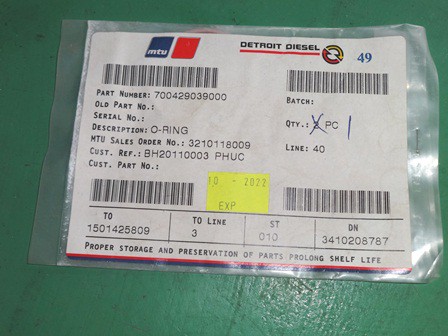 mtu
DETROIT DIESEL
49
PART NUMBER: 700429039000
OLD PART NO.:
SERIAL NO.:
DESCRIPTION: O-RING
MTU SALES ORDER NO.: 3210118009
CUST. REF.: BH20110003 PHUC
CUST. PART NO.:
BATCH:
QTY.: 2 PC 1
LINE: 40
10 - 2022
EXP
TO TO LINE ST DN
1501425809 3 010 3410208787
PROPER STORAGE AND PRESERVATION OF PARTS PROLONG SHELF LIFE